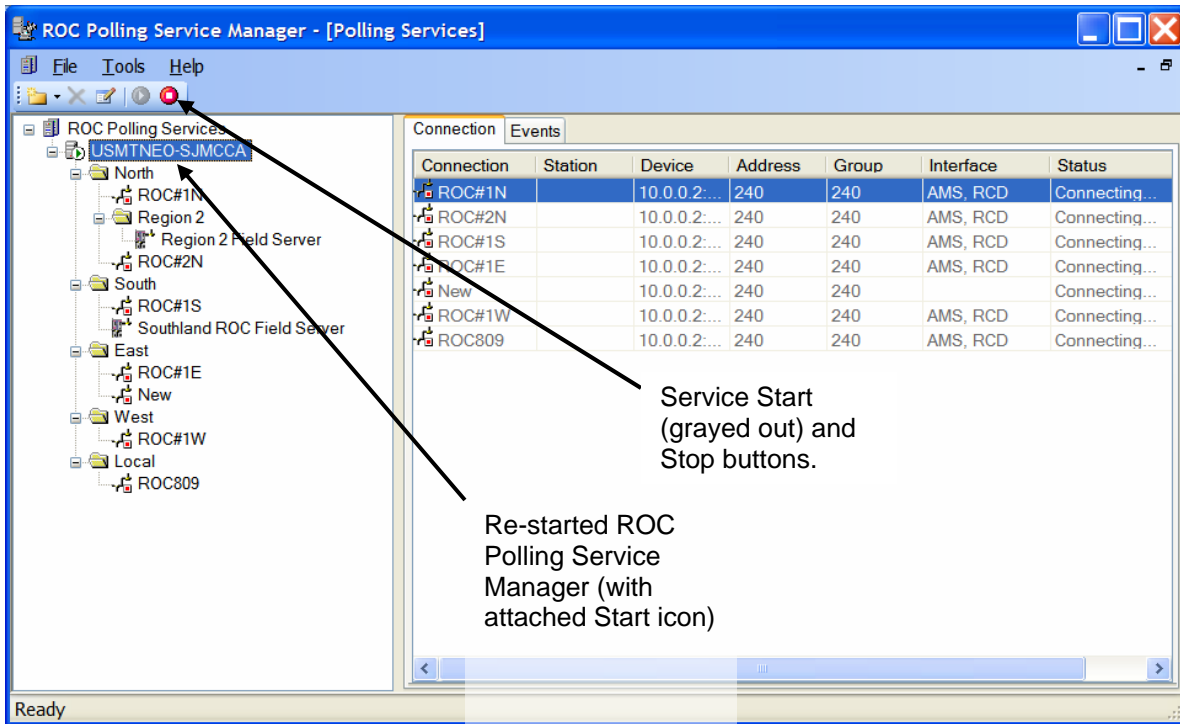 ROC Polling Service Manager - [Polling Services]
File Tools Help
ROC Polling Services
USMTNEO-SJMCCA
North
ROC#1N
Region 2
Region 2 Field Server
ROC#2N
South
ROC#1S
Southland ROC Field Server
East
ROC#1E
New
West
ROC#1W
Local
ROC809
Connection Events
Connection Station Device Address Group Interface Status
ROC#1N 10.0.0.2:... 240 240 AMS, RCD Connecting...
ROC#2N 10.0.0.2:... 240 240 AMS, RCD Connecting...
ROC#1S 10.0.0.2:... 240 240 AMS, RCD Connecting...
ROC#1E 10.0.0.2:... 240 240 AMS, RCD Connecting...
New 10.0.0.2:... 240 240 Connecting...
ROC#1W 10.0.0.2:... 240 240 AMS, RCD Connecting...
ROC809 10.0.0.2:... 240 240 AMS, RCD Connecting...
Service Start
(grayed out) and
Stop buttons.
Re-started ROC
Polling Service
Manager (with
attached Start icon)
Ready